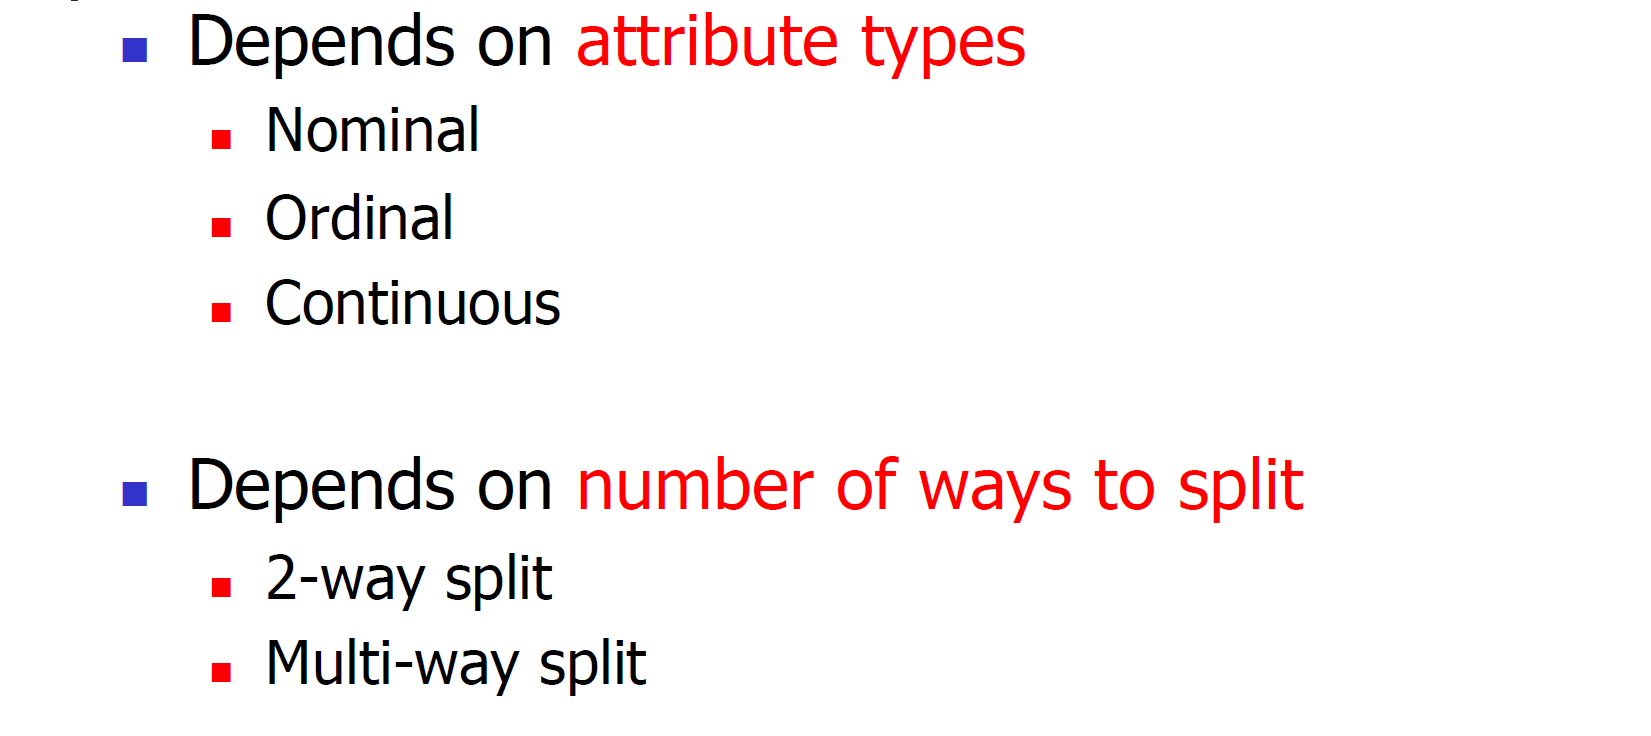 Depends on attribute types
Nominal
Ordinal
Continuous
Depends on number of ways to split
2-way split
Multi-way split